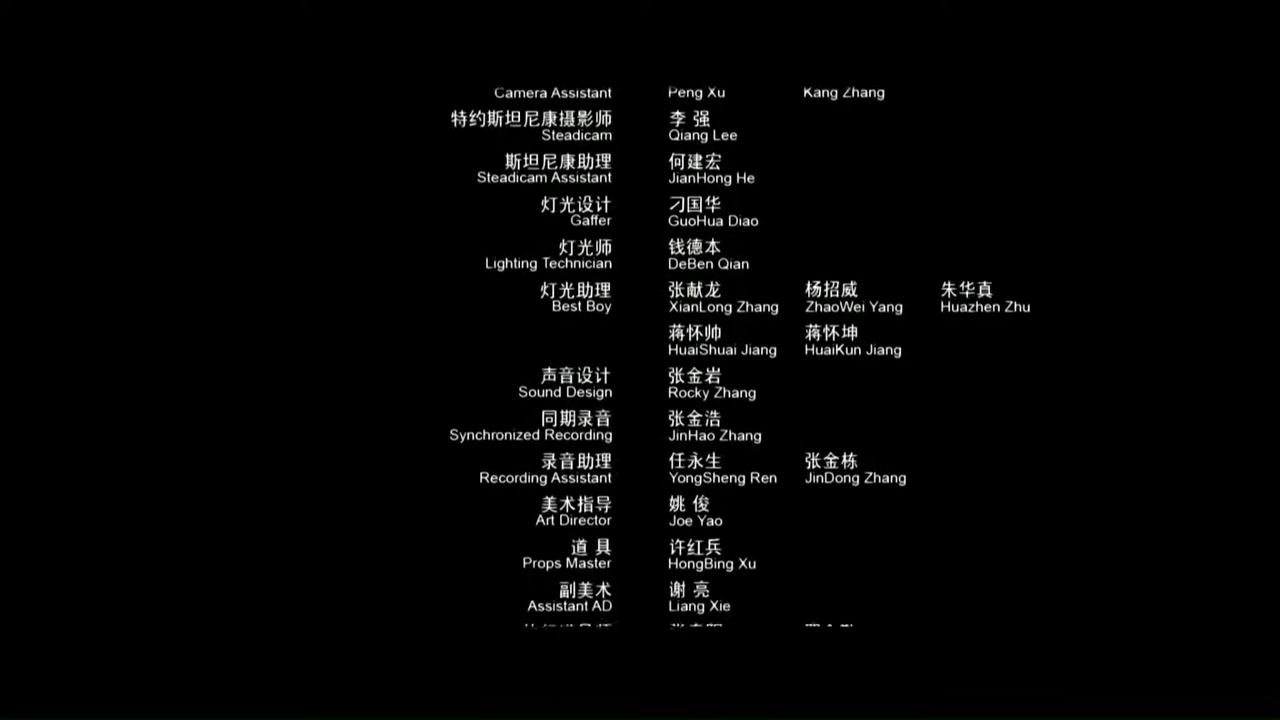 Camera Assistant Peng Xu Kang Zhang
特约斯坦尼康摄影师 李 强
Steadicam Qiang Lee
斯坦尼康助理 何建宏
Steadicam Assistant JianHong He
灯光设计 刁国华
Gaffer GuoHua Diao
灯光师 钱德本
Lighting Technician DeBen Qian
灯光助理 张献龙 杨招威 朱华真
Best Boy XianLong Zhang ZhaoWei Yang Huazhen Zhu
蒋怀帅 蒋怀坤
HuaiShuai Jiang HuaiKun Jiang
声音设计 张金岩
Sound Design Rocky Zhang
同期录音 张金浩
Synchronized Recording JinHao Zhang
录音助理 任永生 张金栋
Recording Assistant YongSheng Ren JinDong Zhang
美术指导 姚 俊
Art Director Joe Yao
道 具 许红兵
Props Master HongBing Xu
副美术 谢 亮
Assistant AD Liang Xie